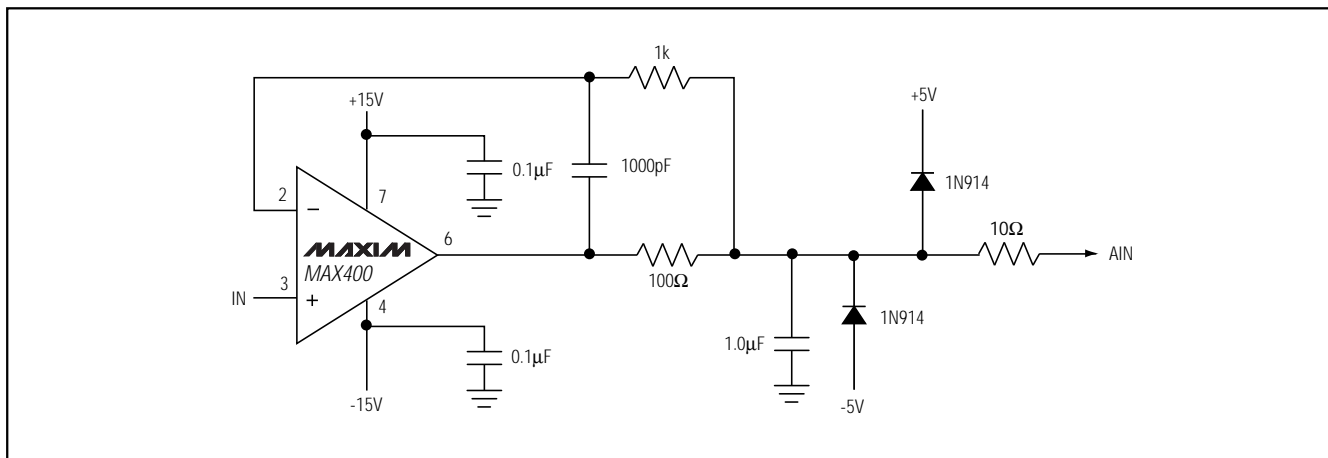 1k
+15V
+5V
0.1µF
1000pF
1N914
2
7
−
MAXIM
MAX400
6
10Ω
AIN
100Ω
3
IN
+
4
1N914
1.0µF
0.1µF
-15V
-5V